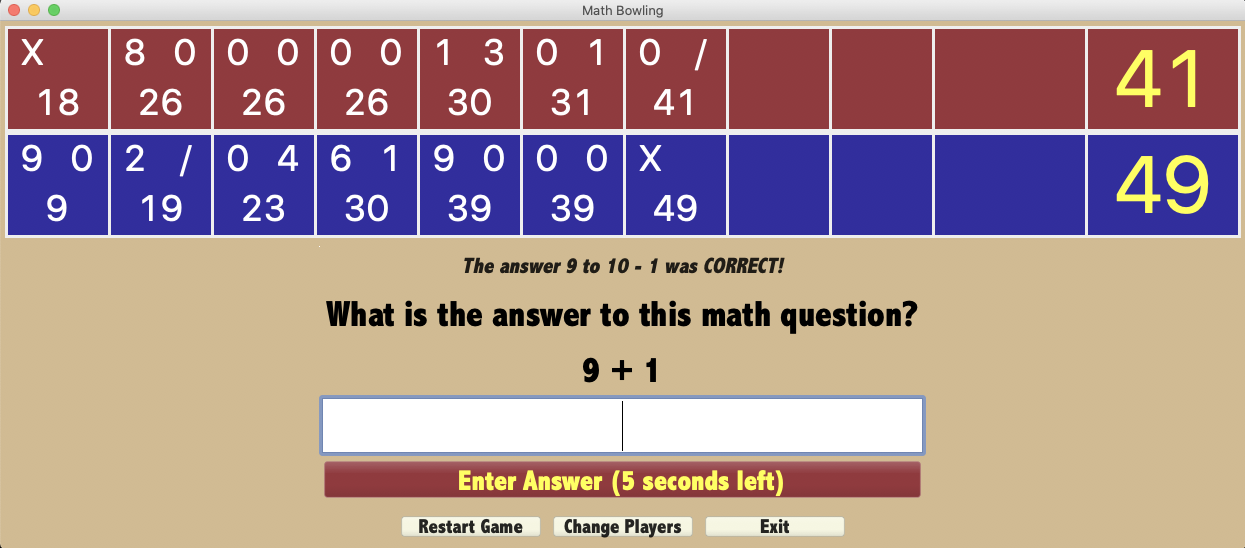 Math Bowling
X 8 0 0 0 0 0 1 3 0 1 0 / 41
18 26 26 26 30 31 41
9 0 2 / 0 4 6 1 9 0 0 0 X 49
9 19 23 30 39 39 49
The answer 9 to 10 - 1 was CORRECT!
What is the answer to this math question?
9 + 1
Enter Answer (5 seconds left)
Restart Game Change Players Exit